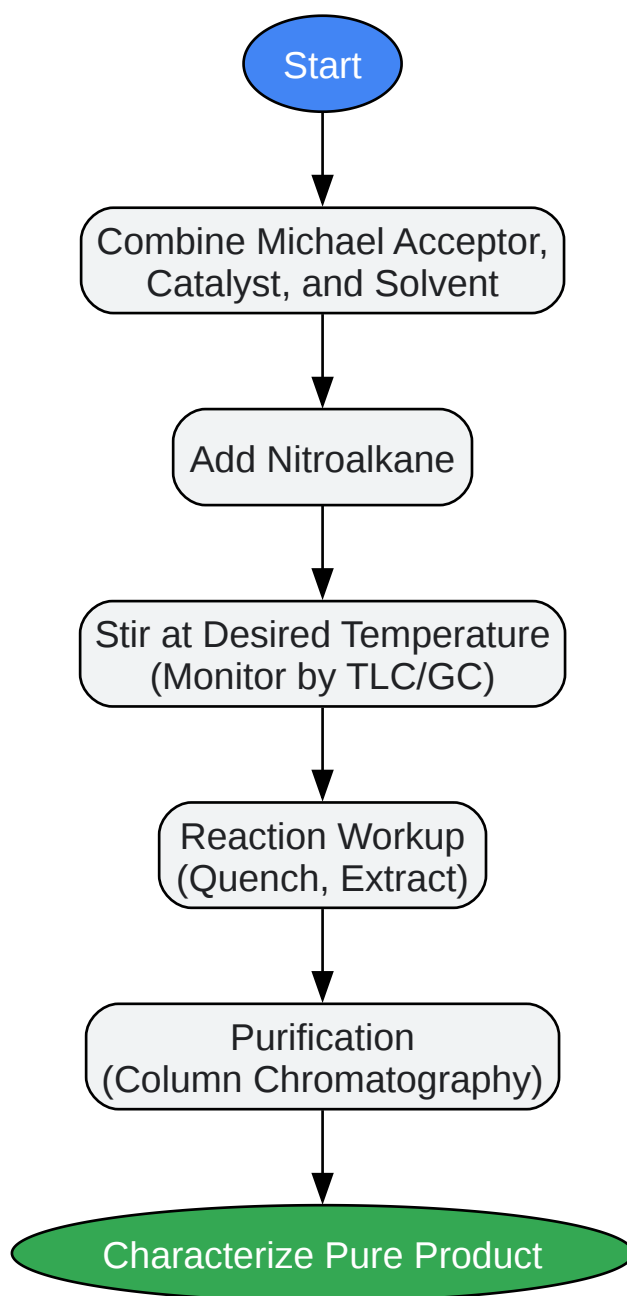 Start
Combine Michael Acceptor,
Catalyst, and Solvent
Add Nitroalkane
Stir at Desired Temperature
(Monitor by TLC/GC)
Reaction Workup
(Quench, Extract)
Purification
(Column Chromatography)
Characterize Pure Product